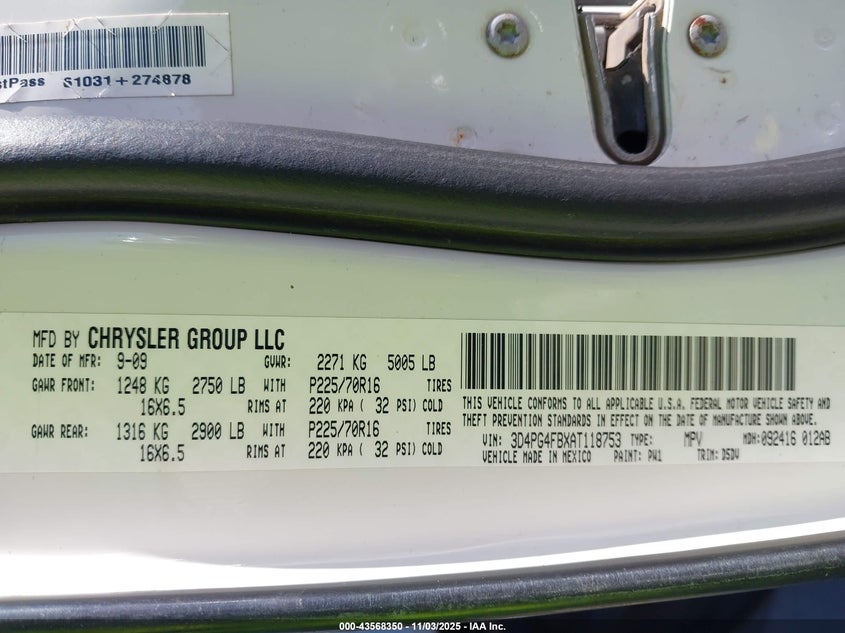 stPass S1031+274878
MFD BY CHRYSLER GROUP LLC
DATE OF MFR: 9-09 GVWR: 2271 KG 5005 LB
GAWR FRONT: 1248 KG 2750 LB WITH P225/70R16 TIRES
16X6.5 RIMS AT 220 KPA ( 32 PSI) COLD
GAWR REAR: 1316 KG 2900 LB WITH P225/70R16 TIRES
16X6.5 RIMS AT 220 KPA ( 32 PSI) COLD
THIS VEHICLE CONFORMS TO ALL APPLICABLE U.S.A. FEDERAL MOTOR VEHICLE SAFETY AND
THEFT PREVENTION STANDARDS IN EFFECT ON THE DATE OF MANUFACTURE SHOWN ABOVE.
VIN: 3D4PG4FBXAT118753 TYPE: MPV MDH: 092416 012AB
VEHICLE MADE IN MEXICO PAINT: PW1 TRIM: D5DV
000-43568350 - 11/03/2025 - IAA Inc.